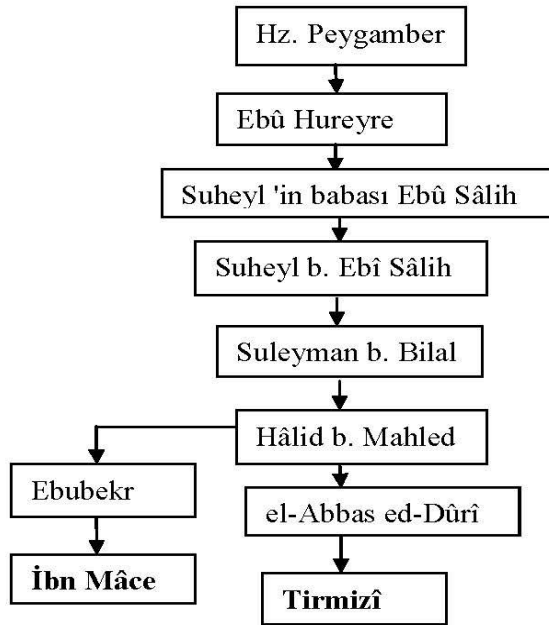 Hz. Peygamber
Ebû Hureyre
Suheyl 'in babası Ebû Sâlih
Suheyl b. Ebî Sâlih
Suleyman b. Bilal
Hâlid b. Mahled
Ebubekr
el-Abbas ed-Dûrî
İbn Mâce
Tirmizî